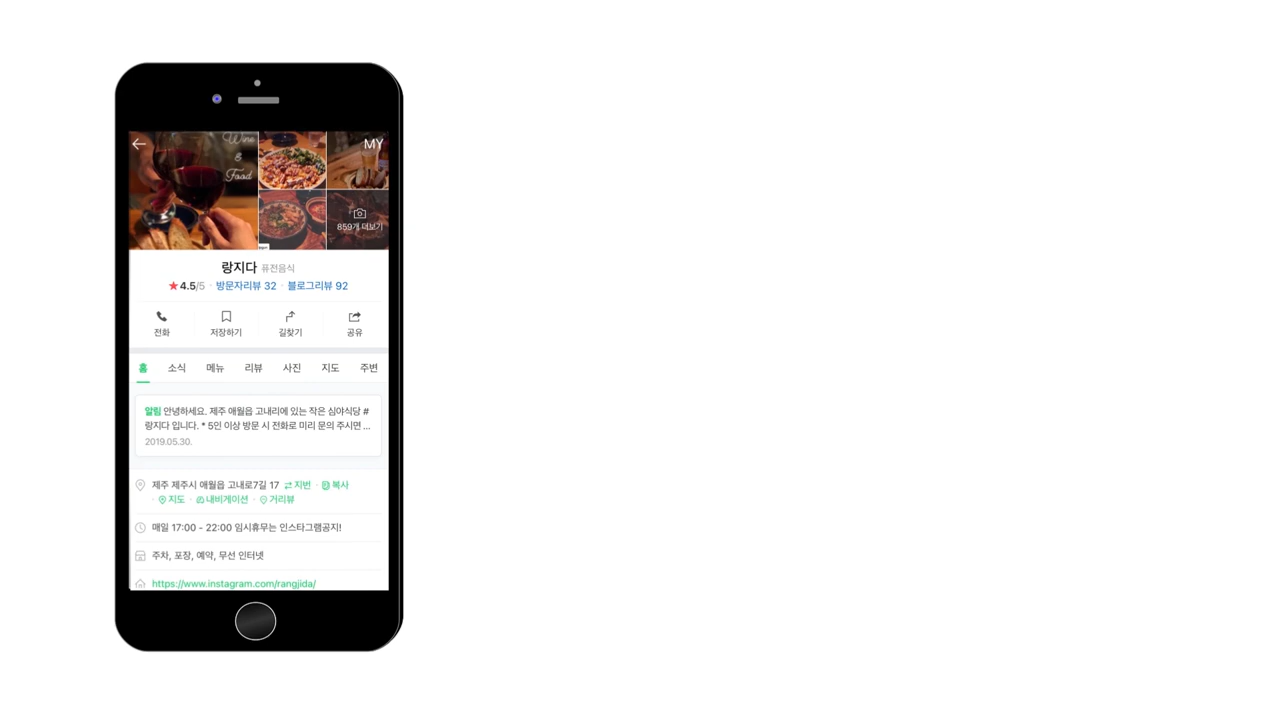 Wine
&
Food
MY
859개 더보기
랑지다 퓨전음식
★4.5/5 · 방문자리뷰 32 · 블로그리뷰 92
전화 저장하기 길찾기 공유
홈 소식 메뉴 리뷰 사진 지도 주변
알림 안녕하세요. 제주 애월읍 고내리에 있는 작은 심야식당 #
랑지다 입니다. * 5인 이상 방문 시 전화로 미리 문의 주시면 ...
2019.05.30.
제주 제주시 애월읍 고내로7길 17 지번 · 복사
· 지도 · 내비게이션 · 거리뷰
매일 17:00 - 22:00 임시휴무는 인스타그램공지!
주차, 포장, 예약, 무선 인터넷
https://www.instagram.com/rangjida/